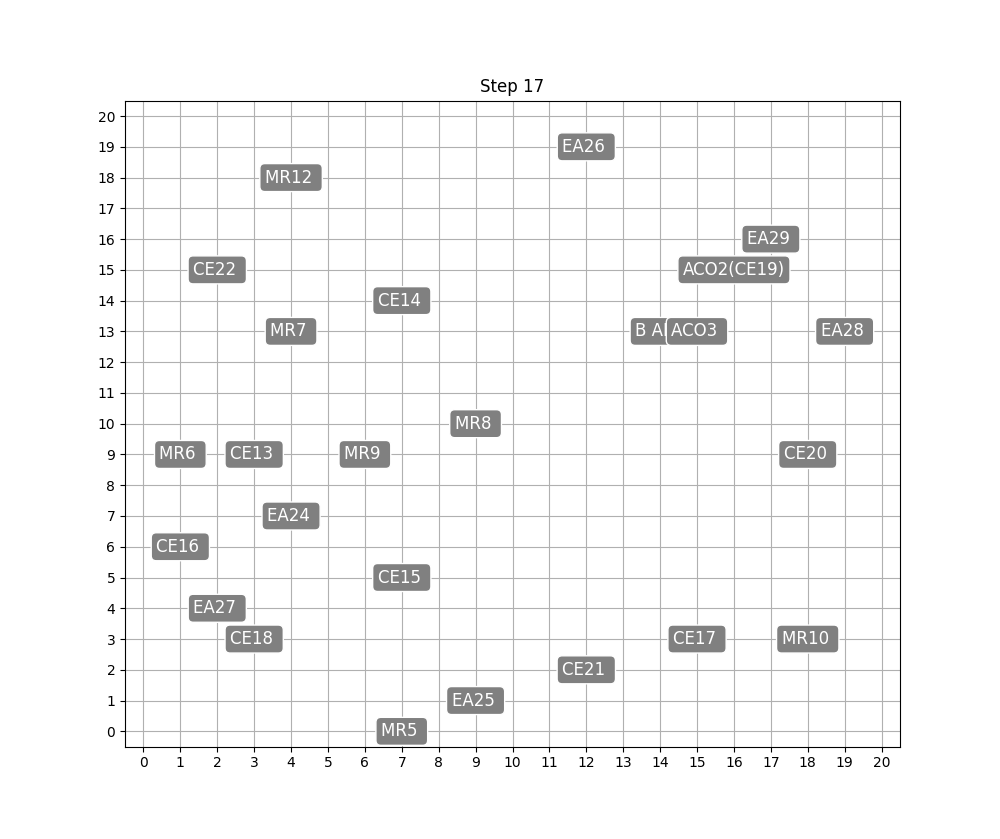 Step 17
20
19 EA26
18 MR12
17
16 EA29
15 CE22 ACO2(CE19)
14 CE14
13 MR7 B ACO3 EA28
12
11
10 MR8
9 MR6 CE13 MR9 CE20
8
7 EA24
6 CE16
5 CE15
4 EA27
3 CE18 CE17 MR10
2 CE21
1 EA25
0 MR5
0 1 2 3 4 5 6 7 8 9 10 11 12 13 14 15 16 17 18 19 20